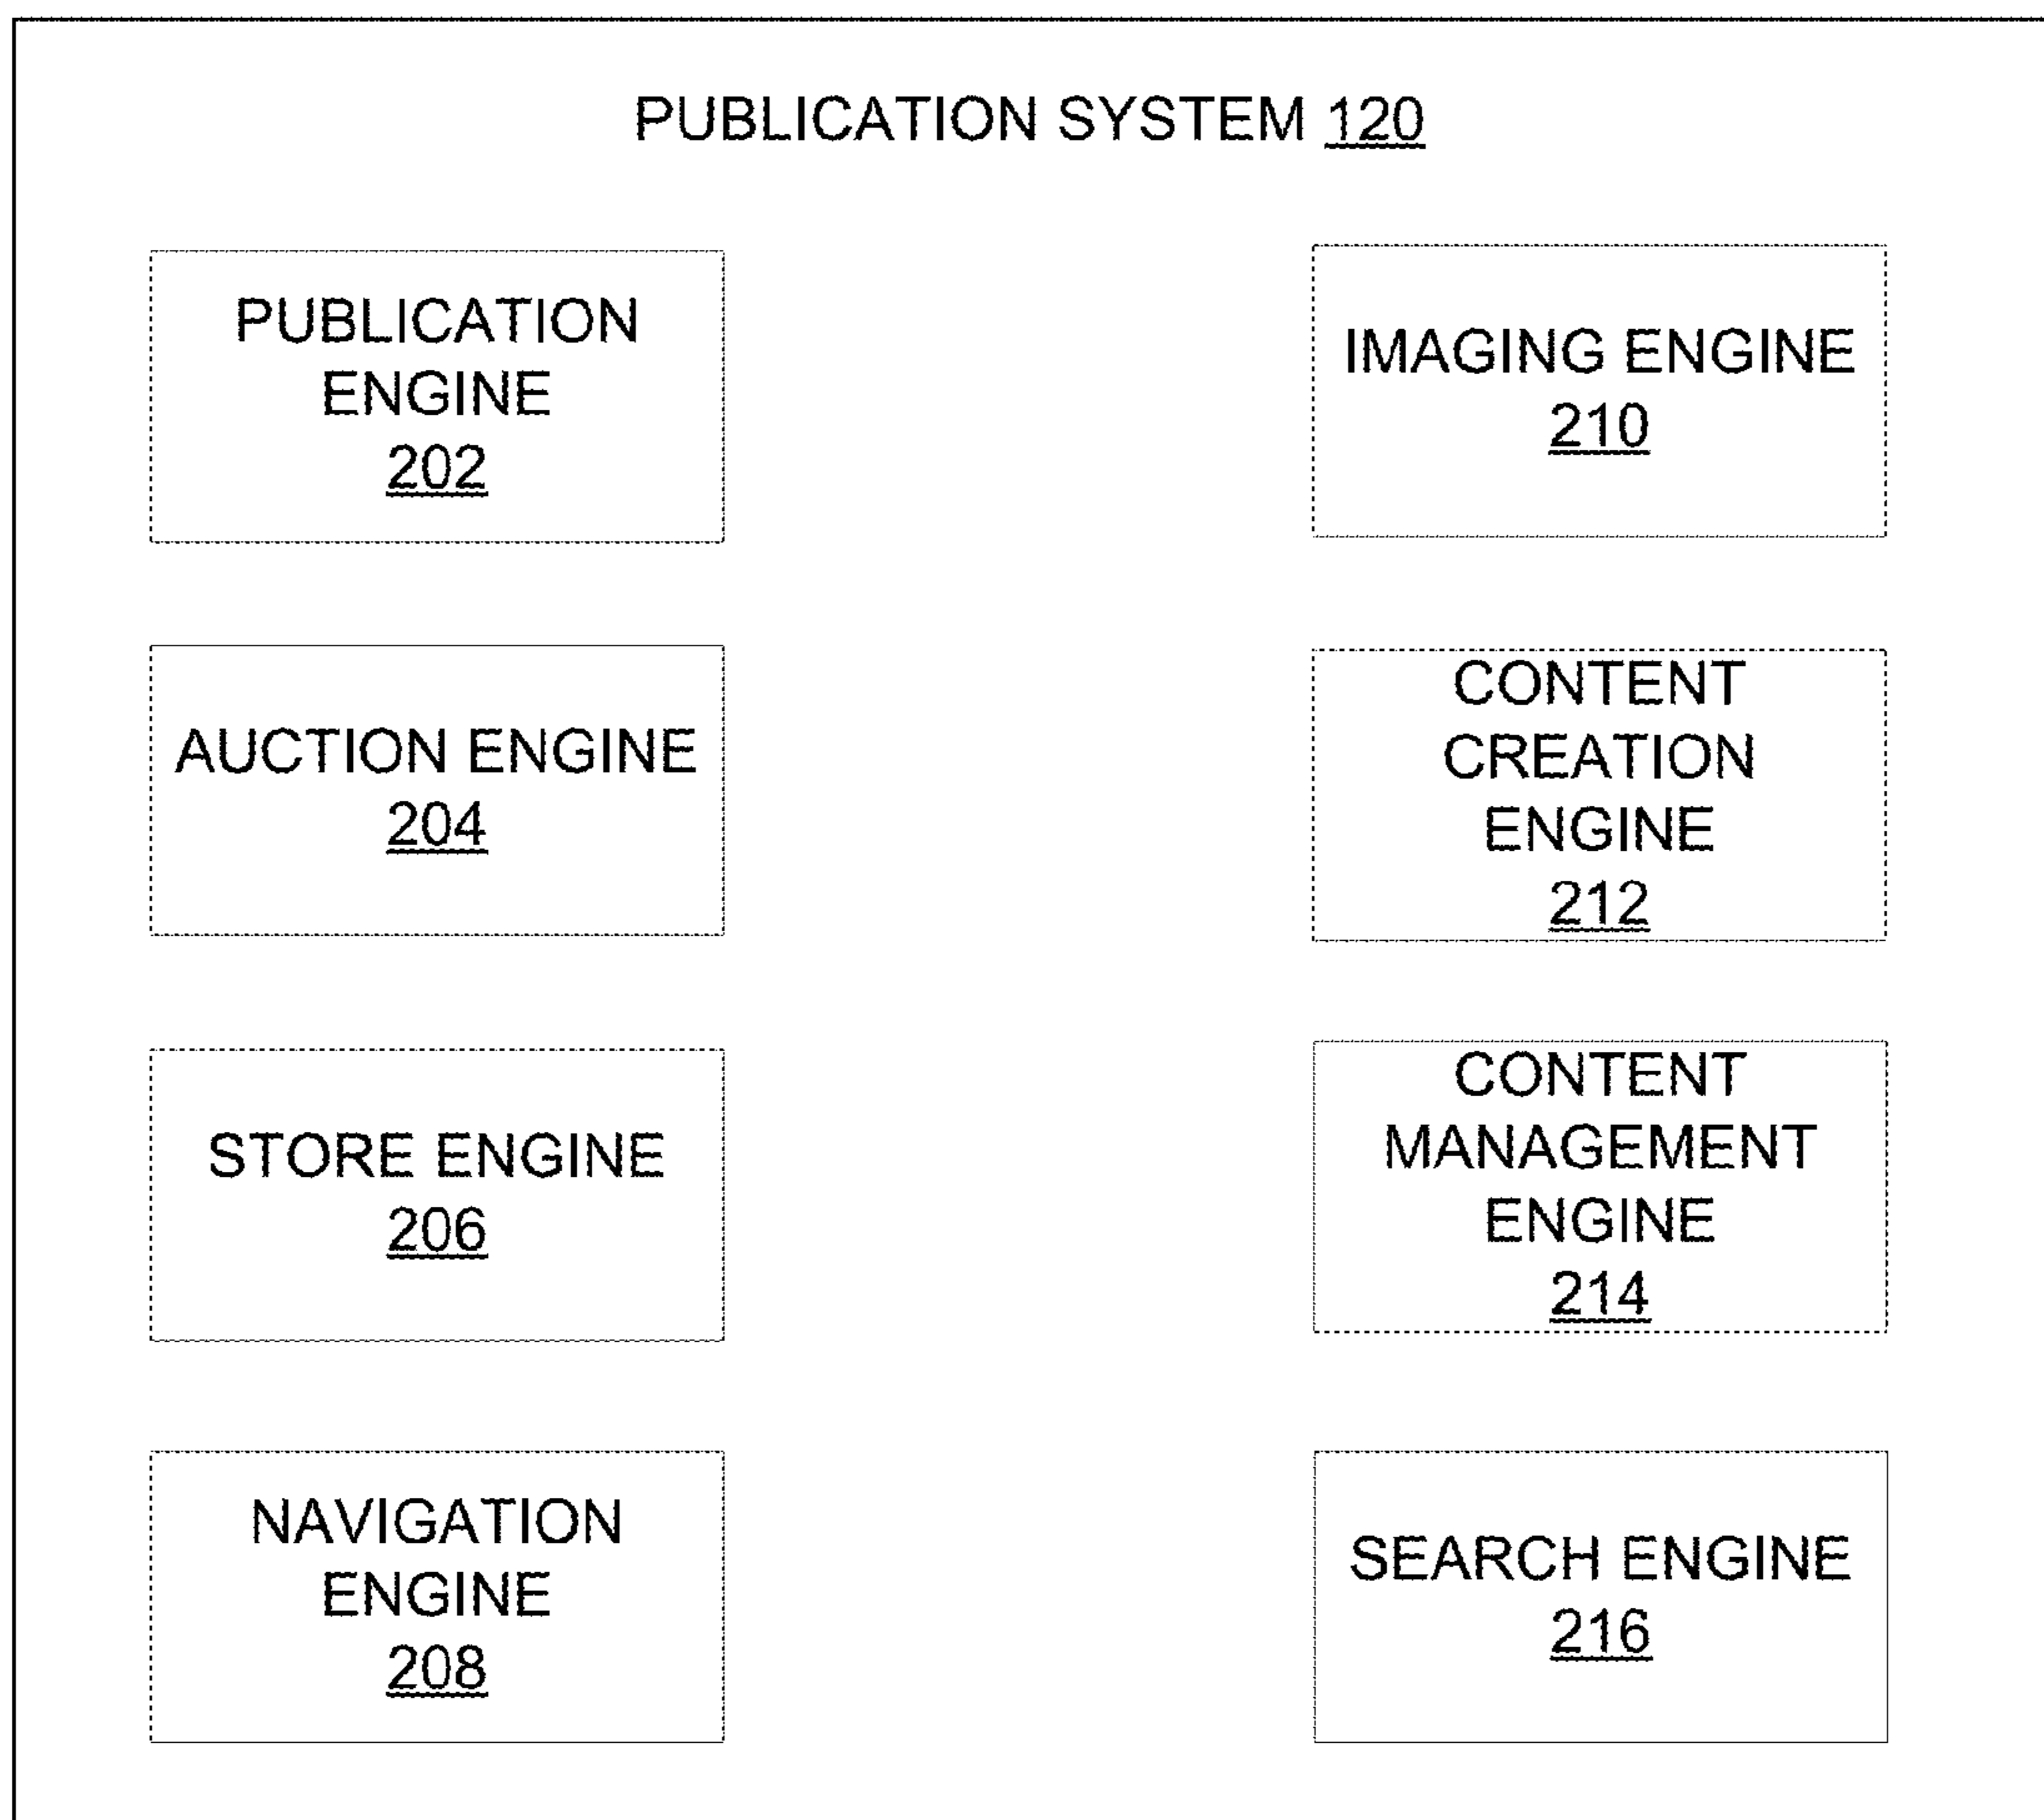 PUBLICATION SYSTEM 120
PUBLICATION
ENGINE
202
AUCTION ENGINE
204
STORE ENGINE
206
NAVIGATION
ENGINE
208
IMAGING ENGINE
210
CONTENT
CREATION
ENGINE
212
CONTENT
MANAGEMENT
ENGINE
214
SEARCH ENGINE
216